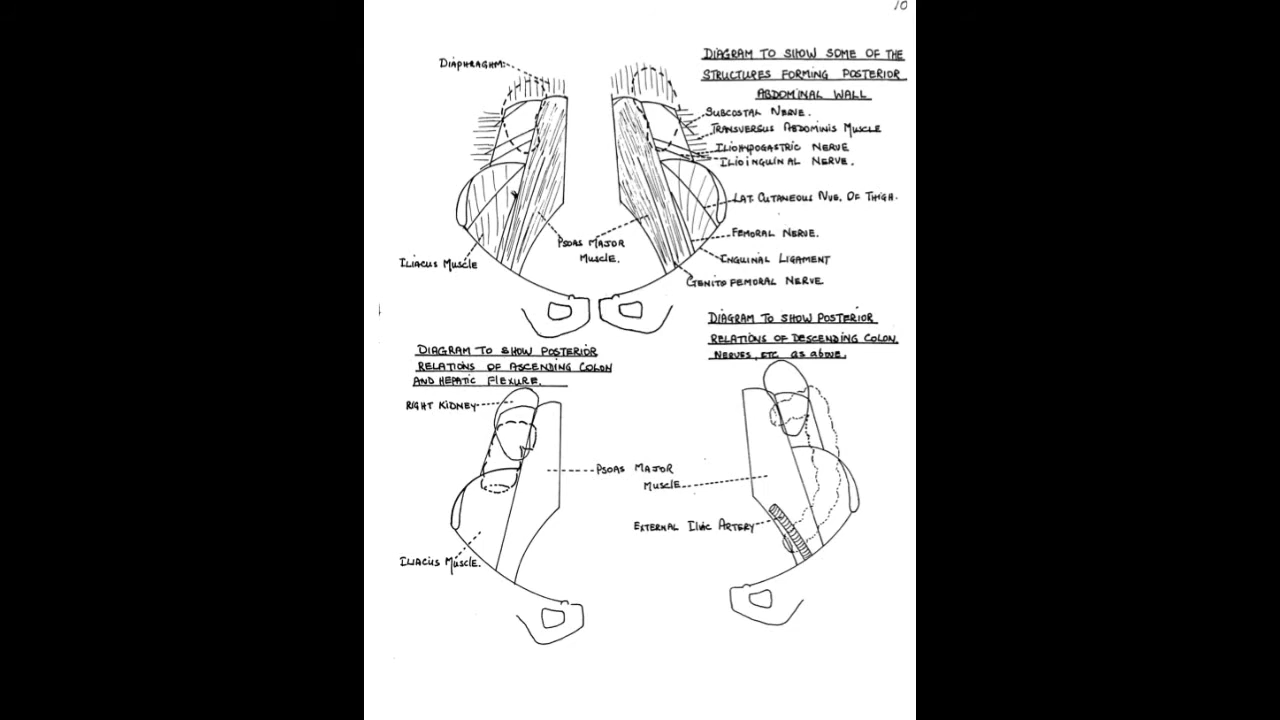 10
DIAPHRAGHM:
DIAGRAM TO SHOW SOME OF THE
STRUCTURES FORMING POSTERIOR
ABDOMINAL WALL
SUBCOSTAL NERVE.
TRANSVERSUS ABDOMINIS MUSCLE
ILIOHYPOGASTRIC NERVE
ILIOINGUINAL NERVE.
LAT. CUTANEOUS NVE. OF THIGH.
FEMORAL NERVE.
INGUINAL LIGAMENT
GENITOFEMORAL NERVE
PSOAS MAJOR
MUSCLE.
ILIACUS MUSCLE
DIAGRAM TO SHOW POSTERIOR
RELATIONS OF DESCENDING COLON
NERVES, ETC AS ABOVE.
DIAGRAM TO SHOW POSTERIOR
RELATIONS OF ASCENDING COLON
AND HEPATIC FLEXURE.
RIGHT KIDNEY
PSOAS MAJOR
MUSCLE
EXTERNAL ILIAC ARTERY
ILIACUS MUSCLE.